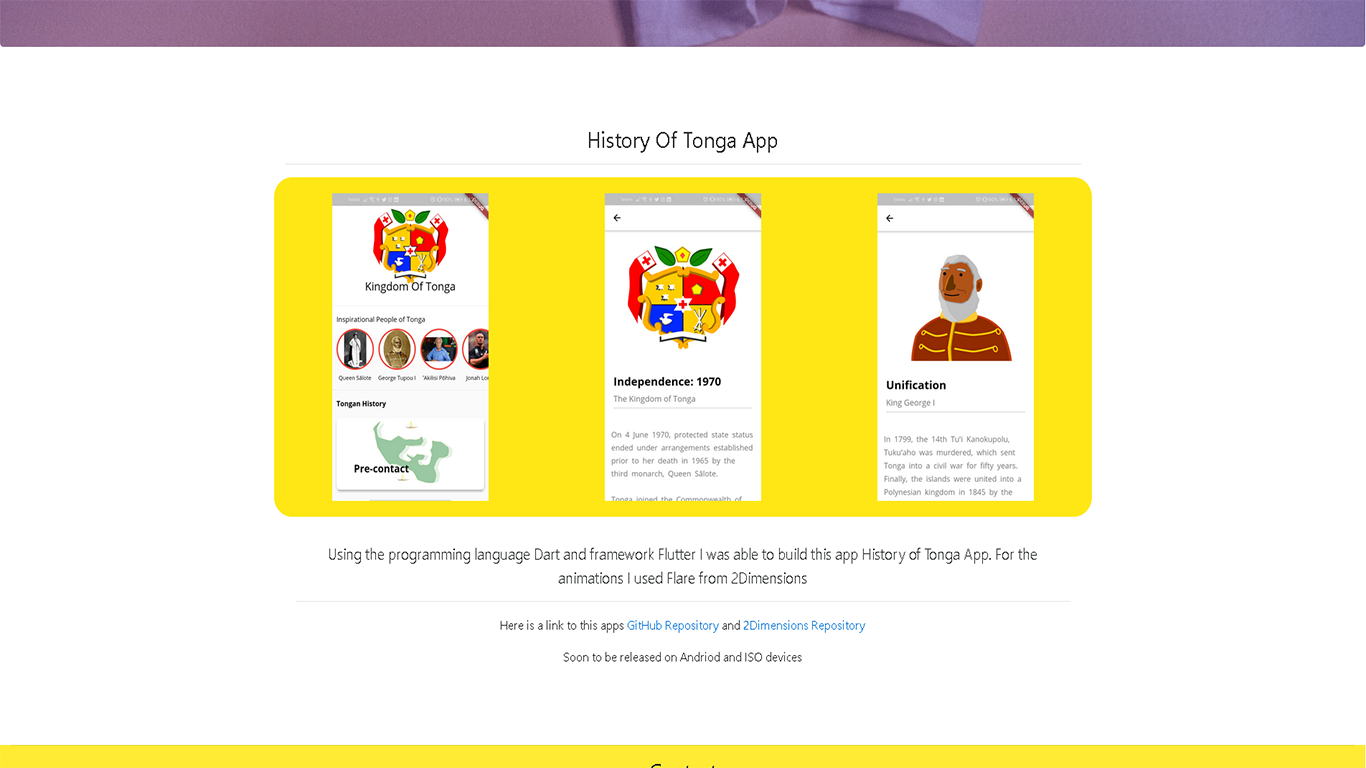 History Of Tonga App
Kingdom Of Tonga
Inspirational People of Tonga
Queen Sālote George Tupou I 'Akilisi Pōhiva Jonah
Tongan History
Pre-contact
Independence: 1970
The Kingdom of Tonga
On 4 June 1970, protected state status
ended under arrangements established
prior to her death in 1965 by the
third monarch, Queen Sālote.
Tonga joined the Commonwealth of
Unification
King George I
In 1799, the 14th Tu'i Kanokupolu,
Tuku'aho was murdered, which sent
Tonga into a civil war for fifty years.
Finally, the islands were united into a
Polynesian kingdom in 1845 by the
Using the programming language Dart and framework Flutter I was able to build this app History of Tonga App. For the
animations I used Flare from 2Dimensions
Here is a link to this apps GitHub Repository and 2Dimensions Repository
Soon to be released on Andriod and ISO devices